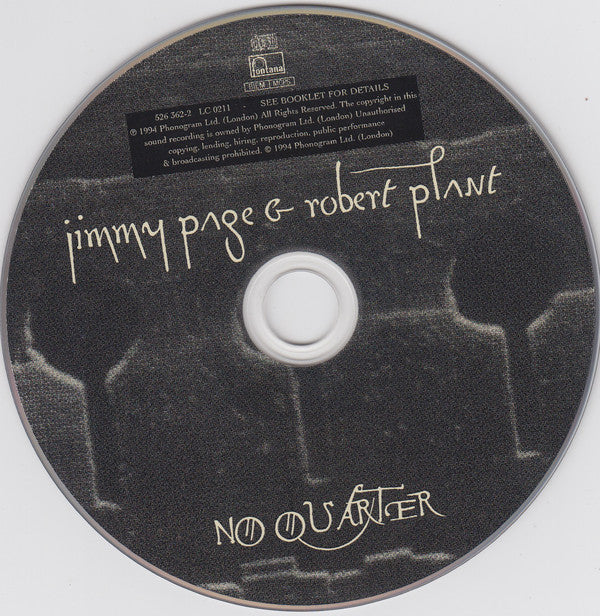 fontana
BIEM / MCPS
526 362-2 LC 0211 · SEE BOOKLET FOR DETAILS
℗ 1994 Phonogram Ltd. (London) All Rights Reserved. The copyright in this
sound recording is owned by Phonogram Ltd. (London) Unauthorised
copying, lending, hiring, reproduction, public performance
& broadcasting prohibited. © 1994 Phonogram Ltd. (London)
jimmy page & robert plant
NO QUARTER